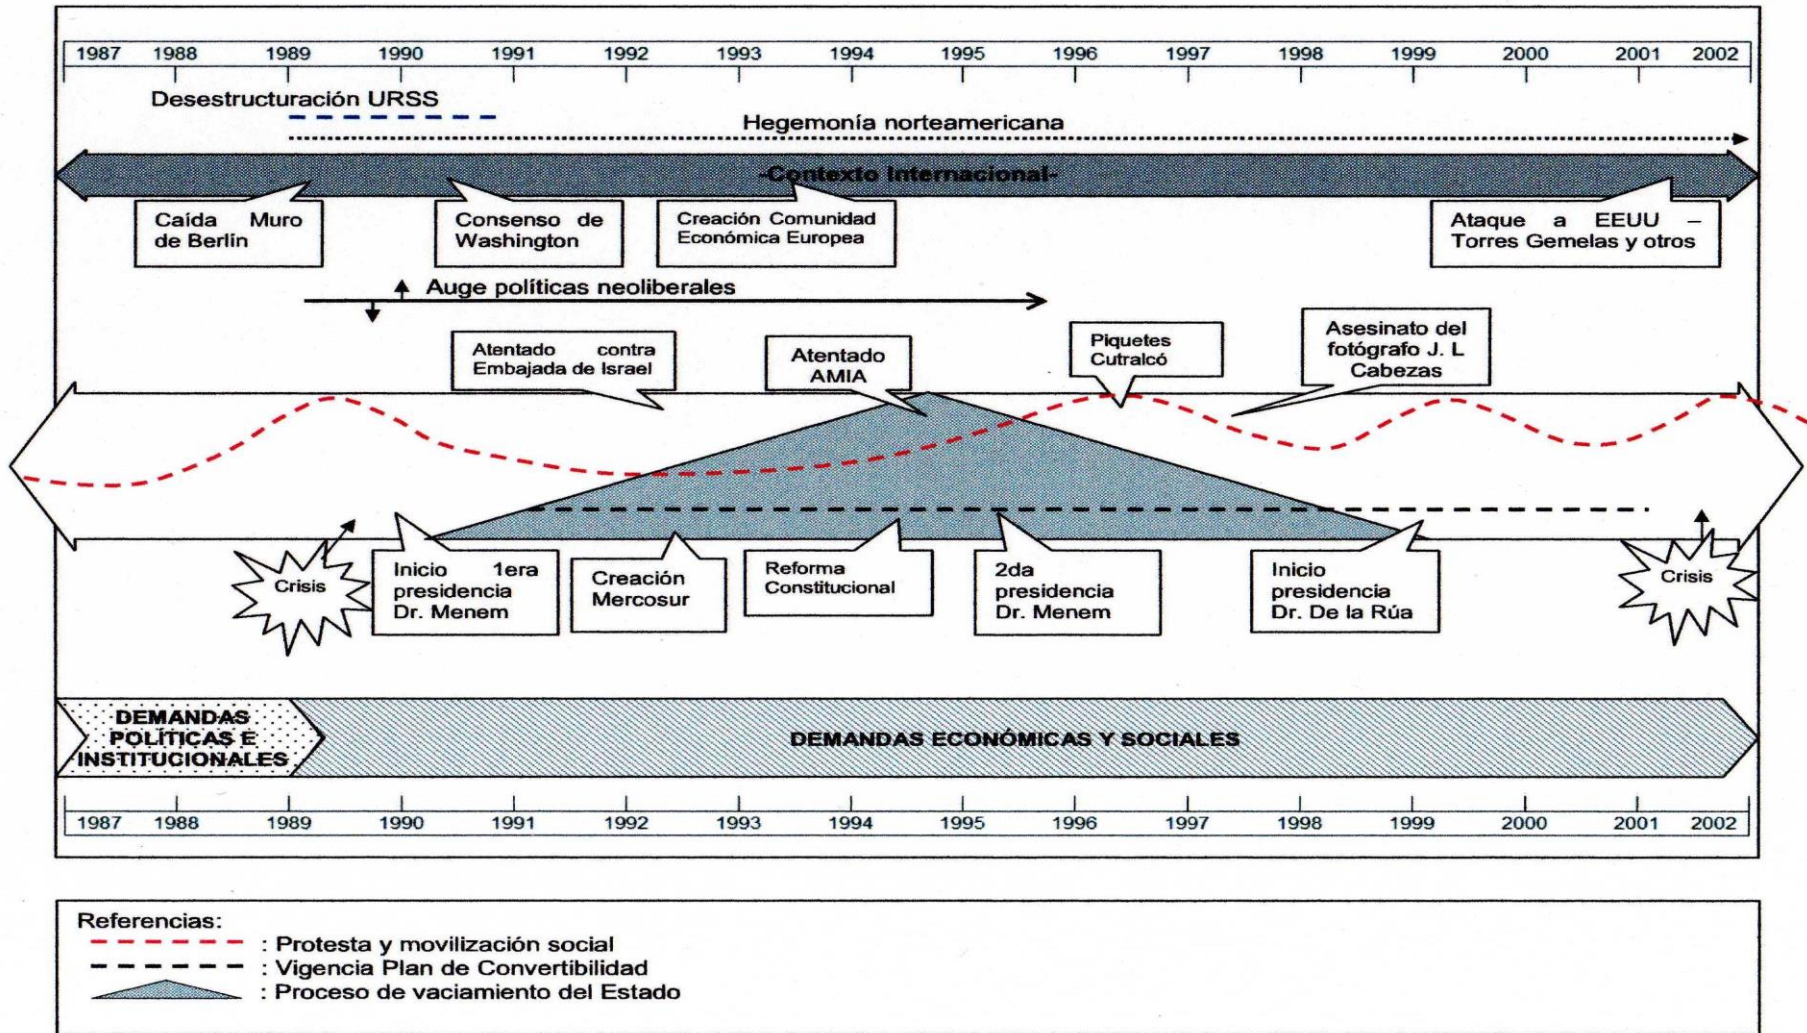 1987 1988 1989 1990 1991 1992 1993 1994 1995 1996 1997 1998 1999 2000 2001 2002
Desestructuración URSS
Hegemonía norteamericana
-Contexto Internacional-
Caída Muro
de Berlín
Consenso de
Washington
Creación Comunidad
Económica Europea
Ataque a EEUU –
Torres Gemelas y otros
Auge políticas neoliberales
Atentado contra
Embajada de Israel
Atentado
AMIA
Piquetes
Cutralcó
Asesinato del
fotógrafo J. L
Cabezas
Crisis
Inicio 1era
presidencia
Dr. Menem
Creación
Mercosur
Reforma
Constitucional
2da
presidencia
Dr. Menem
Inicio
presidencia
Dr. De la Rúa
Crisis
DEMANDAS
POLÍTICAS E
INSTITUCIONALES
DEMANDAS ECONÓMICAS Y SOCIALES
1987 1988 1989 1990 1991 1992 1993 1994 1995 1996 1997 1998 1999 2000 2001 2002
Referencias:
: Protesta y movilización social
: Vigencia Plan de Convertibilidad
: Proceso de vaciamiento del Estado